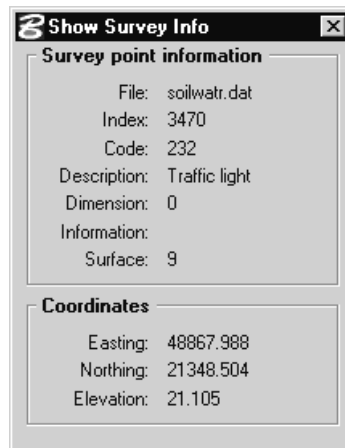 Show Survey Info
Survey point information
File: soilwatr.dat
Index: 3470
Code: 232
Description: Traffic light
Dimension: 0
Information:
Surface: 9
Coordinates
Easting: 48867.988
Northing: 21348.504
Elevation: 21.105